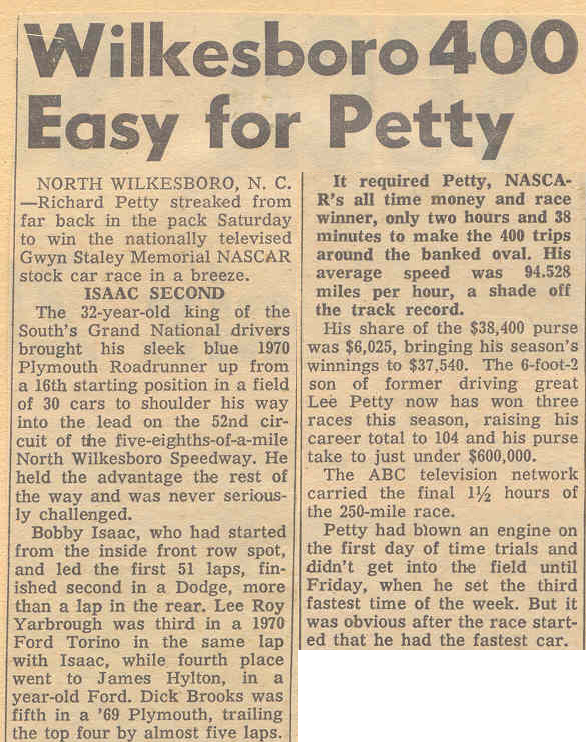 Wilkesboro 400
Easy for Petty
NORTH WILKESBORO, N. C.
—Richard Petty streaked from
far back in the pack Saturday
to win the nationally televised
Gwyn Staley Memorial NASCAR
stock car race in a breeze.
ISAAC SECOND
The 32-year-old king of the
South's Grand National drivers
brought his sleek blue 1970
Plymouth Roadrunner up from
a 16th starting position in a field
of 30 cars to shoulder his way
into the lead on the 52nd cir-
cuit of the five-eighths-of-a-mile
North Wilkesboro Speedway. He
held the advantage the rest of
the way and was never serious-
ly challenged.
Bobby Isaac, who had started
from the inside front row spot,
and led the first 51 laps, fin-
ished second in a Dodge, more
than a lap in the rear. Lee Roy
Yarbrough was third in a 1970
Ford Torino in the same lap
with Isaac, while fourth place
went to James Hylton, in a
year-old Ford. Dick Brooks was
fifth in a '69 Plymouth, trailing
the top four by almost five laps.
It required Petty, NASCA-
R's all time money and race
winner, only two hours and 38
minutes to make the 400 trips
around the banked oval. His
average speed was 94.528
miles per hour, a shade off
the track record.
His share of the $38,400 purse
was $6,025, bringing his season's
winnings to $37,540. The 6-foot-2
son of former driving great
Lee Petty now has won three
races this season, raising his
career total to 104 and his purse
take to just under $600,000.
The ABC television network
carried the final 1½ hours of
the 250-mile race.
Petty had blown an engine on
the first day of time trials and
didn't get into the field until
Friday, when he set the third
fastest time of the week. But it
was obvious after the race start-
ed that he had the fastest car.